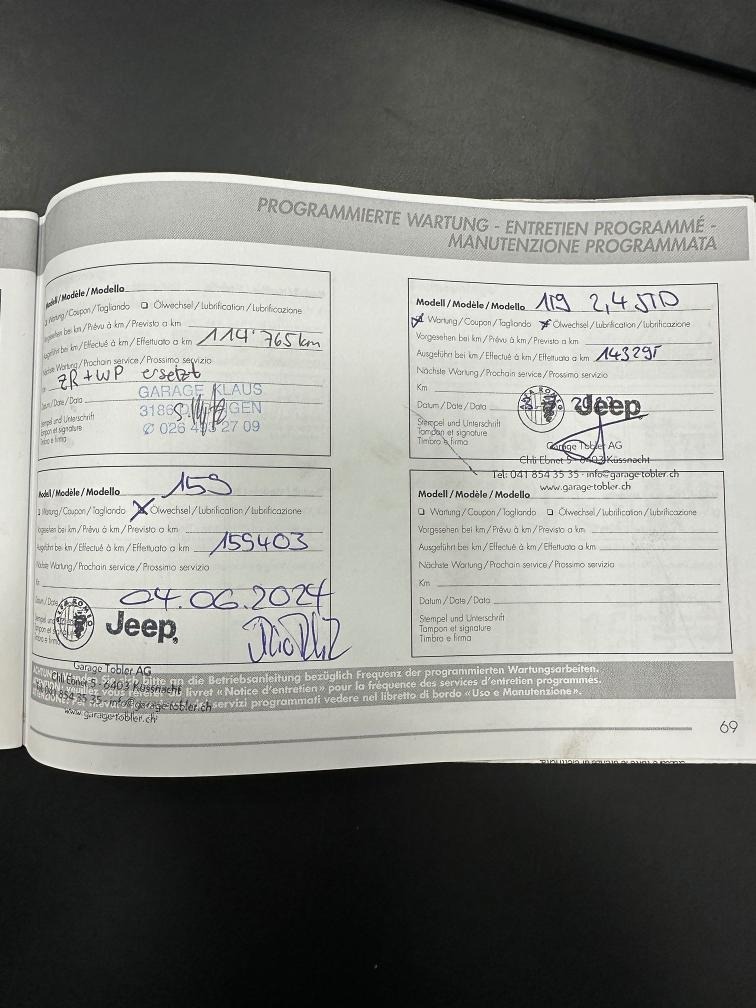 PROGRAMMIERTE WARTUNG - ENTRETIEN PROGRAMMÉ -
MANUTENZIONE PROGRAMMATA
Modell/Modèle/Modello
Wartung/Coupon/Tagliando ❏ Ölwechsel/Lubrification/Lubrificazione
Vorgesehen bei km/Prévu à km/Previsto a km
Ausgeführt bei km/Effectué à km/Effettuato a km 114'765 km
Nächste Wartung/Prochain service/Prossimo servizio
ZR + WP ersetzt
Datum/Date/Data
GARAGE KLAUS
3186 GEN
✆ 026 493 27 09
Stempel und Unterschrift
Tampon et signature
Timbro e firma
Modell/Modèle/Modello 159
❏ Wartung/Coupon/Tagliando ☒ Ölwechsel/Lubrification/Lubrificazione
Vorgesehen bei km/Prévu à km/Previsto a km
Ausgeführt bei km/Effectué à km/Effettuato a km 159403
Nächste Wartung/Prochain service/Prossimo servizio
Km
Datum/Date/Data 04.06.2024
ALFA ROMEO
Jeep
Garage Tobler AG
Chli Ebnet 5 - 6403 Küssnacht
041 854 35 35 - info@garage-tobler.ch
www.garage-tobler.ch
Modell/Modèle/Modello 159 2,4 JTD
☒ Wartung/Coupon/Tagliando ☒ Ölwechsel/Lubrification/Lubrificazione
Vorgesehen bei km/Prévu à km/Previsto a km
Ausgeführt bei km/Effectué à km/Effettuato a km
Nächste Wartung/Prochain service/Prossimo servizio
Km
Datum/Date/Data
ALFA ROMEO
Jeep
Stempel und Unterschrift
Tampon et signature
Timbro e firma
Garage Tobler AG
Chli Ebnet 5 - 6403 Küssnacht
Tel: 041 854 35 35 - info@garage-tobler.ch
www.garage-tobler.ch
Modell/Modèle/Modello
❏ Wartung/Coupon/Tagliando ❏ Ölwechsel/Lubrification/Lubrificazione
Vorgesehen bei km/Prévu à km/Previsto a km
Ausgeführt bei km/Effectué à km/Effettuato a km
Nächste Wartung/Prochain service/Prossimo servizio
Km
Datum/Date/Data
Stempel und Unterschrift
Tampon et signature
Timbro e firma
bitte an die Betriebsanleitung bezüglich Frequenz der programmierten Wartungsarbeiten.
livret «Notice d'entretien» pour la fréquence des services d'entretien programmés.
servizi programmati vedere nel libretto di bordo «Uso e Manutenzione».
69